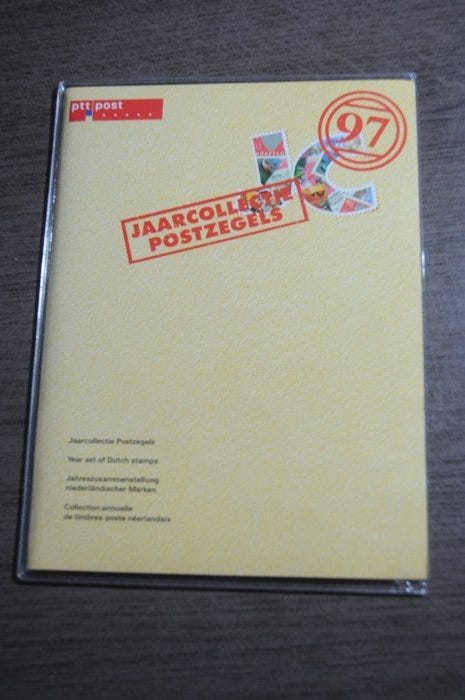 ptt post
97
JAARCOLLECTIE
POSTZEGELS
Jaarcollectie Postzegels
Year set of Dutch stamps
Jahreszusammenstellung
niederländischer Marken
Collection annuelle
de timbres-poste néerlandais